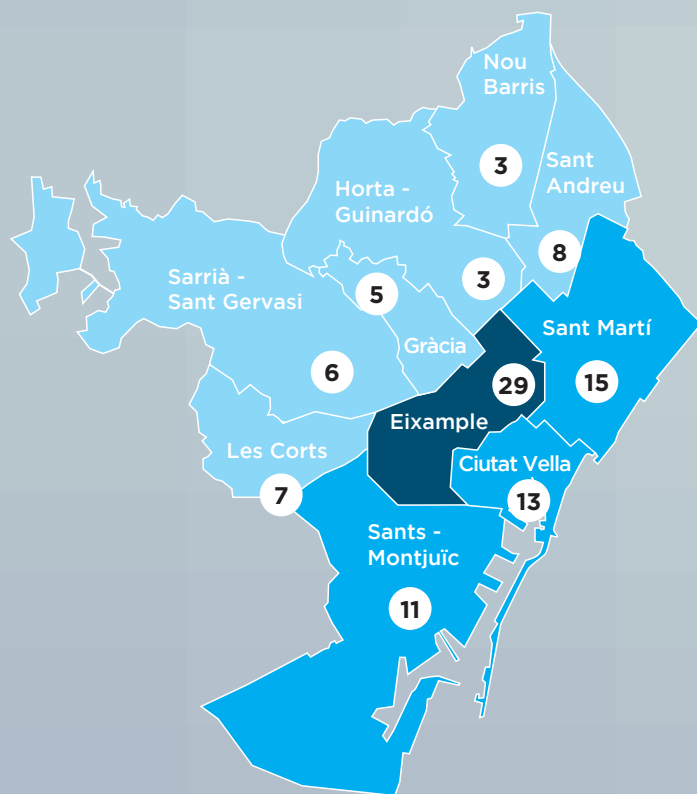 Nou
Barris
3
Sant
Andreu
8
Horta -
Guinardó
3
5
Gràcia
Sarrià -
Sant Gervasi
6
Sant Martí
15
29
Eixample
Les Corts
7
Ciutat Vella
13
Sants -
Montjuïc
11